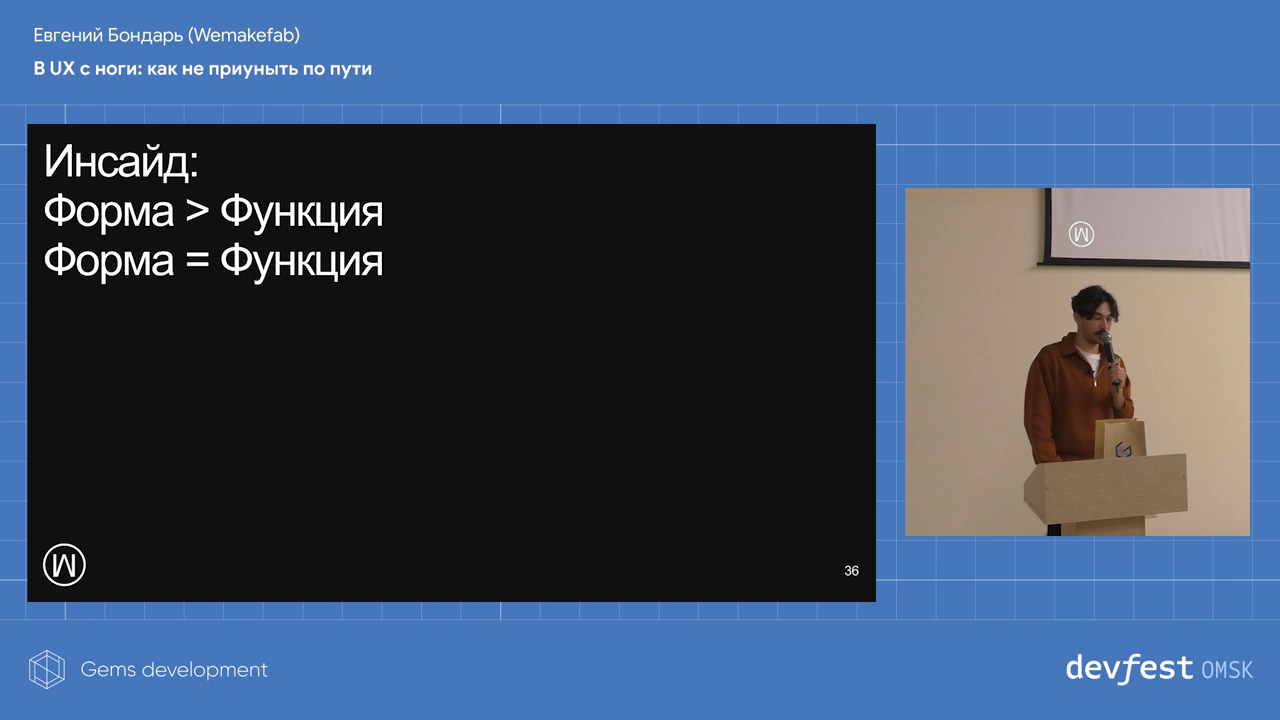 Евгений Бондарь (Wemakefab)
В UX с ноги: как не приуныть по пути
Инсайд:
Форма > Функция
Форма = Функция
36
Gems development
devfest OMSK